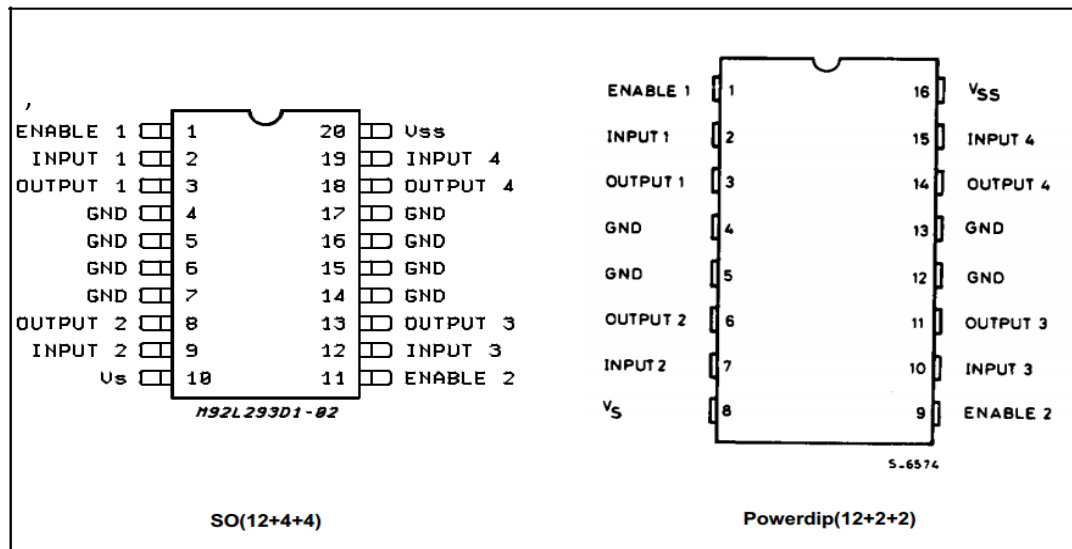 ,
ENABLE 1 1 20 Vss
INPUT 1 2 19 INPUT 4
OUTPUT 1 3 18 OUTPUT 4
GND 4 17 GND
GND 5 16 GND
GND 6 15 GND
GND 7 14 GND
OUTPUT 2 8 13 OUTPUT 3
INPUT 2 9 12 INPUT 3
Vs 10 11 ENABLE 2
M92L293D1-02
SO(12+4+4)
ENABLE 1 1 16 VSS
INPUT 1 2 15 INPUT 4
OUTPUT 1 3 14 OUTPUT 4
GND 4 13 GND
GND 5 12 GND
OUTPUT 2 6 11 OUTPUT 3
INPUT 2 7 10 INPUT 3
VS 8 9 ENABLE 2
S-6574
Powerdip(12+2+2)